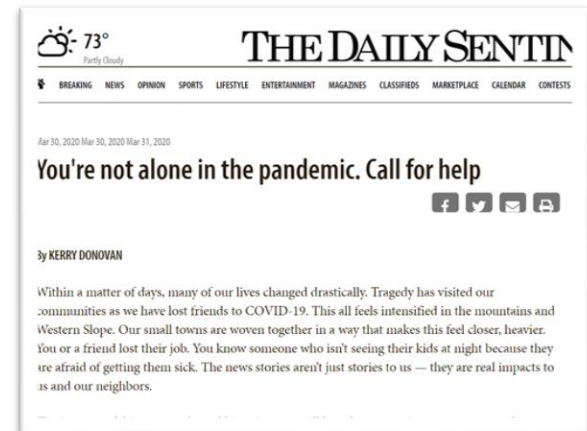 73°
Partly Cloudy
THE DAILY SENTIN
BREAKING NEWS OPINION SPORTS LIFESTYLE ENTERTAINMENT MAGAZINES CLASSIFIEDS MARKETPLACE CALENDAR CONTESTS
Mar 30, 2020 Mar 30, 2020 Mar 31, 2020
You're not alone in the pandemic. Call for help
By KERRY DONOVAN
Within a matter of days, many of our lives changed drastically. Tragedy has visited our
communities as we have lost friends to COVID-19. This all feels intensified in the mountains and
Western Slope. Our small towns are woven together in a way that makes this feel closer, heavier.
You or a friend lost their job. You know someone who isn't seeing their kids at night because they
are afraid of getting them sick. The news stories aren't just stories to us — they are real impacts to
us and our neighbors.